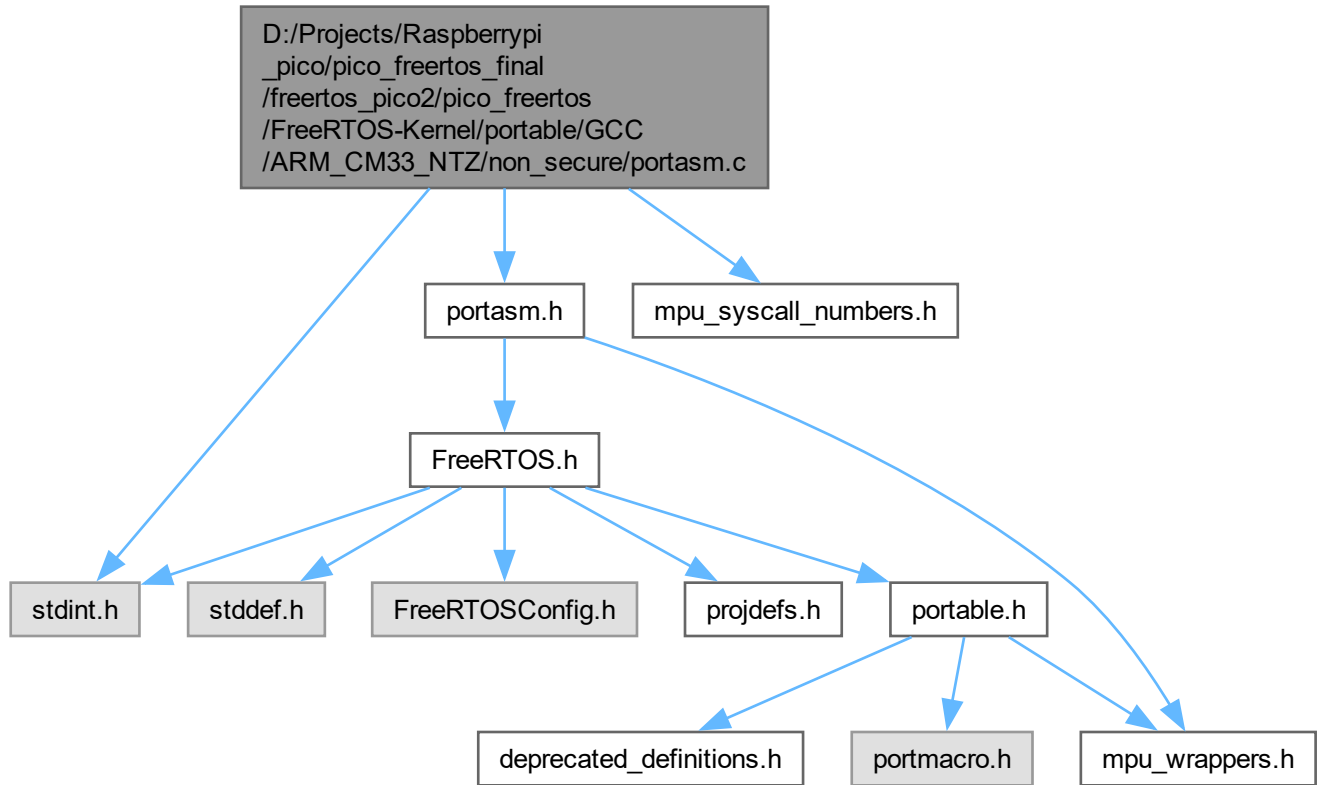 D:/Projects/Raspberrypi
_pico/pico_freertos_final
/freertos_pico2/pico_freertos
/FreeRTOS-Kernel/portable/GCC
/ARM_CM33_NTZ/non_secure/portasm.c
portasm.h
mpu_syscall_numbers.h
FreeRTOS.h
stdint.h
stddef.h
FreeRTOSConfig.h
projdefs.h
portable.h
deprecated_definitions.h
portmacro.h
mpu_wrappers.h